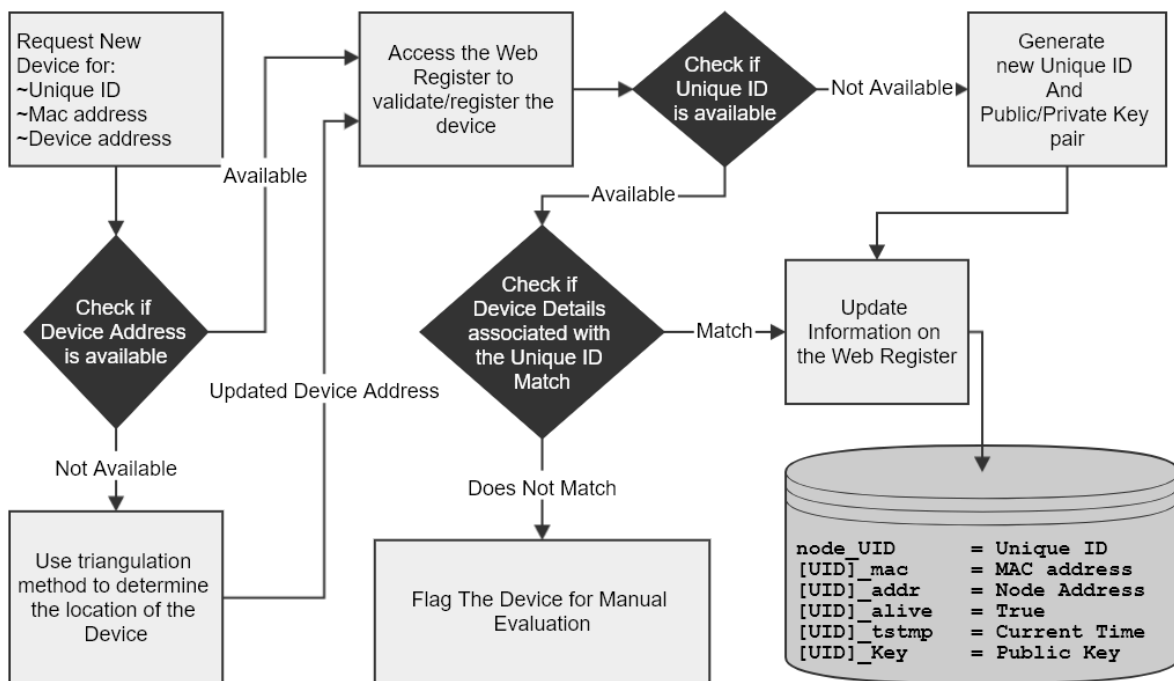 Request New
Device for:
~Unique ID
~Mac address
~Device address
Access the Web
Register to
validate/register the
device
Check if
Unique ID
is available
Not Available
Generate
new Unique ID
And
Public/Private Key
pair
Available
Available
Check if
Device Address
is available
Check if
Device Details
associated with
the Unique ID
Match
Match
Update
Information on
the Web Register
Updated Device Address
Not Available
Does Not Match
Use triangulation
method to determine
the location of the
Device
Flag The Device for Manual
Evaluation
node_UID = Unique ID
[UID]_mac = MAC address
[UID]_addr = Node Address
[UID]_alive = True
[UID]_tstmp = Current Time
[UID]_Key = Public Key